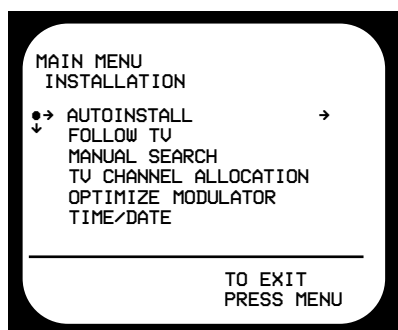 MAIN MENU
INSTALLATION
AUTOINSTALL
FOLLOW TV
MANUAL SEARCH
TV CHANNEL ALLOCATION
OPTIMIZE MODULATOR
TIME/DATE
TO EXIT
PRESS MENU